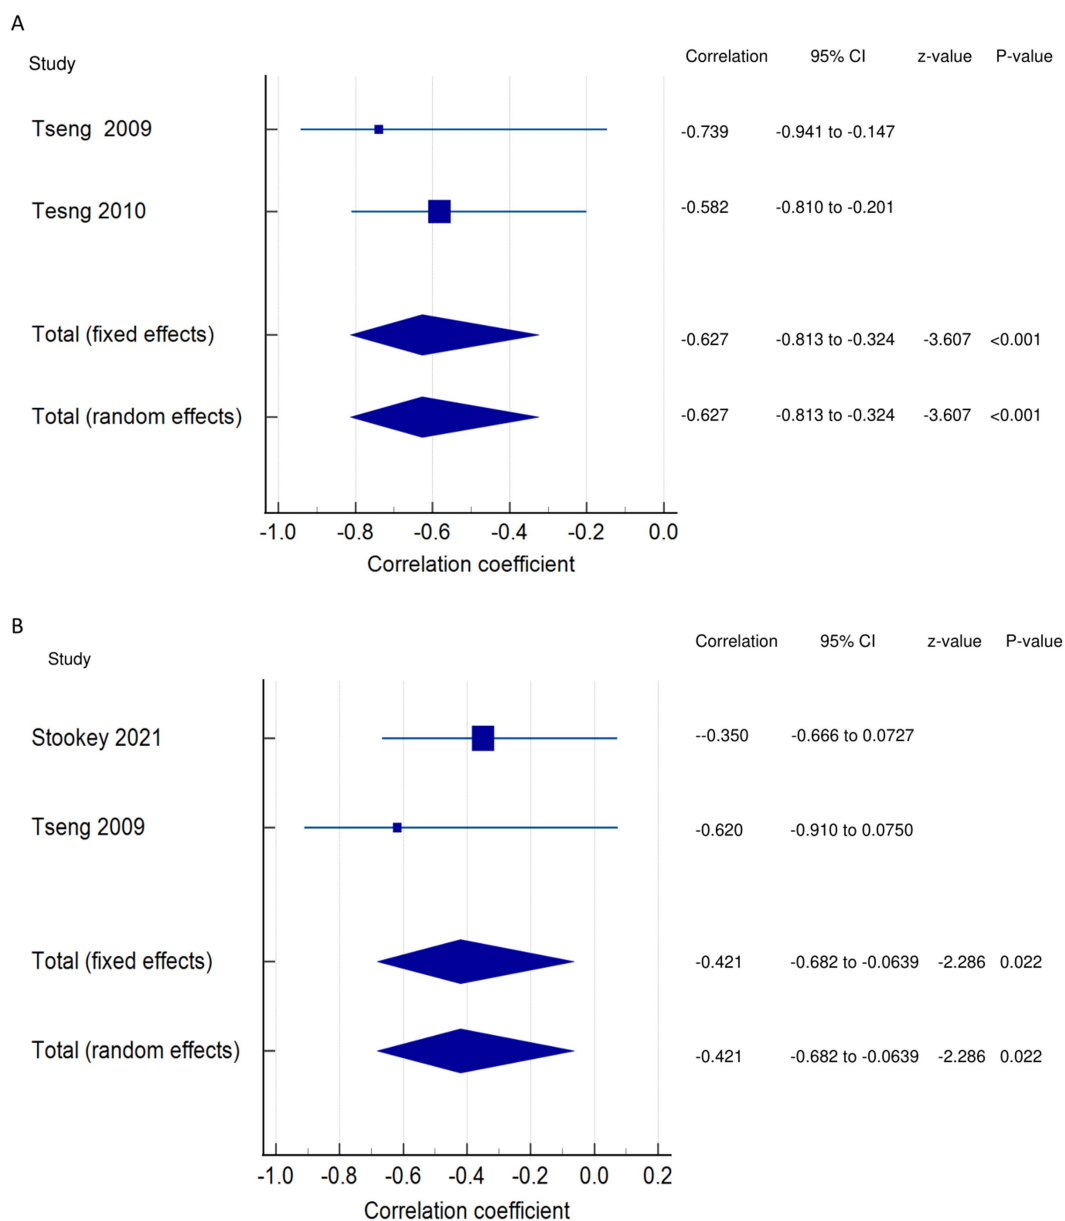 A
Study Correlation 95% CI z-value P-value
Tseng 2009 -0.739 -0.941 to -0.147
Tesng 2010 -0.582 -0.810 to -0.201
Total (fixed effects) -0.627 -0.813 to -0.324 -3.607 <0.001
Total (random effects) -0.627 -0.813 to -0.324 -3.607 <0.001
-1.0 -0.8 -0.6 -0.4 -0.2 0.0
Correlation coefficient
B
Study Correlation 95% CI z-value P-value
Stookey 2021 --0.350 -0.666 to 0.0727
Tseng 2009 -0.620 -0.910 to 0.0750
Total (fixed effects) -0.421 -0.682 to -0.0639 -2.286 0.022
Total (random effects) -0.421 -0.682 to -0.0639 -2.286 0.022
-1.0 -0.8 -0.6 -0.4 -0.2 0.0 0.2
Correlation coefficient